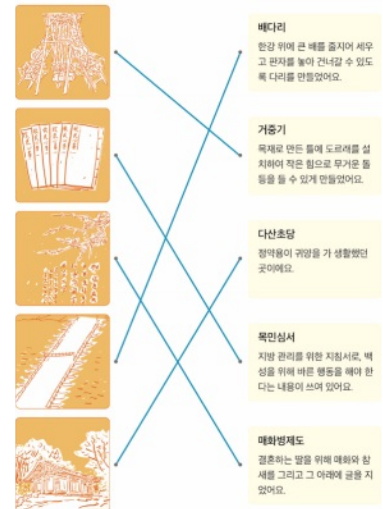 배다리
한강 위에 큰 배를 줄지어 세우
고 판자를 놓아 건너갈 수 있도
록 다리를 만들었어요.
거중기
목재로 만든 틀에 도르래를 설
치하여 작은 힘으로 무거운 돌
등을 들 수 있게 만들었어요.
다산초당
정약용이 귀양을 가 생활했던
곳이에요.
목민심서
지방 관리를 위한 지침서로, 백
성을 위해 바른 행동을 해야 한
다는 내용이 쓰여 있어요.
매화병제도
결혼하는 딸을 위해 매화와 참
새를 그리고 그 아래에 글을 지
었어요.